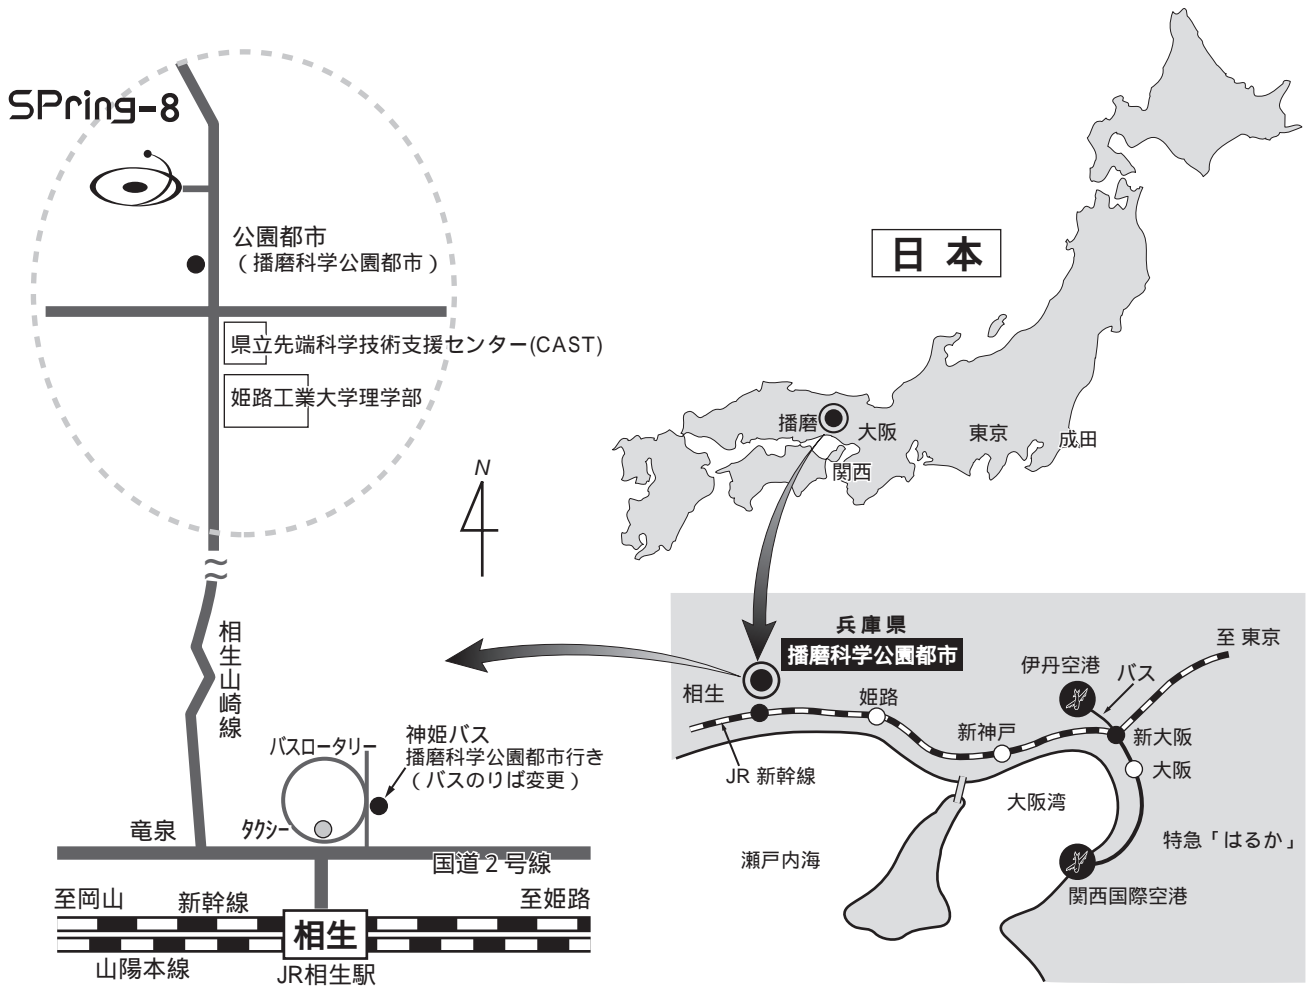 SPring-8
公園都市
(播磨科学公園都市)
県立先端科学技術支援センター(CAST)
姫路工業大学理学部
N
相生山崎線
バスロータリー
神姫バス
播磨科学公園都市行き
(バスのりば変更)
タクシー
竜泉
国道2号線
至岡山
新幹線
至姫路
相生
山陽本線
JR相生駅
日本
播磨
大阪
東京
成田
関西
兵庫県
播磨科学公園都市
至 東京
伊丹空港
バス
相生
姫路
新神戸
新大阪
JR 新幹線
大阪
大阪湾
特急「はるか」
瀬戸内海
関西国際空港